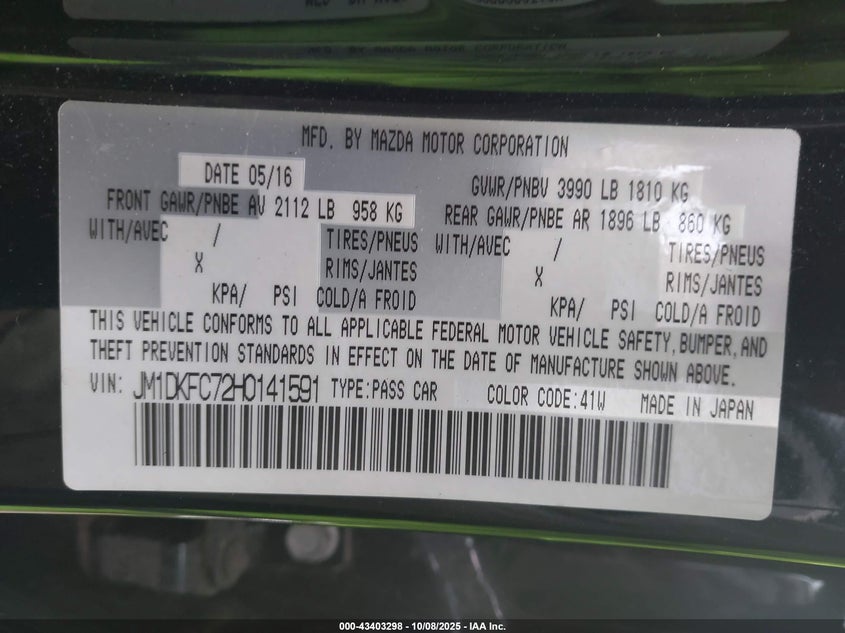 MAZDA MOTOR CORPORATION
MFD. BY MAZDA MOTOR CORPORATION
DATE 05/16
GVWR/PNBV 3990 LB 1810 KG
FRONT GAWR/PNBE AV 2112 LB 958 KG
REAR GAWR/PNBE AR 1896 LB 860 KG
WITH/AVEC / TIRES/PNEUS WITH/AVEC / TIRES/PNEUS
X RIMS/JANTES X RIMS/JANTES
KPA/ PSI COLD/A FROID KPA/ PSI COLD/A FROID
THIS VEHICLE CONFORMS TO ALL APPLICABLE FEDERAL MOTOR VEHICLE SAFETY, BUMPER, AND
THEFT PREVENTION STANDARDS IN EFFECT ON THE DATE OF MANUFACTURE SHOWN ABOVE.
VIN: JM1DKFC72H0141591 TYPE:PASS CAR COLOR CODE:41W MADE IN JAPAN
000-43403298 - 10/08/2025 - IAA Inc.